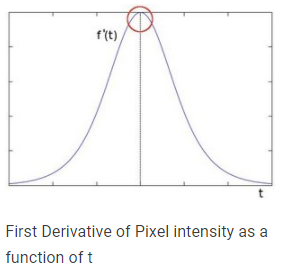 f'(t)
t
First Derivative of Pixel intensity as a
function of t